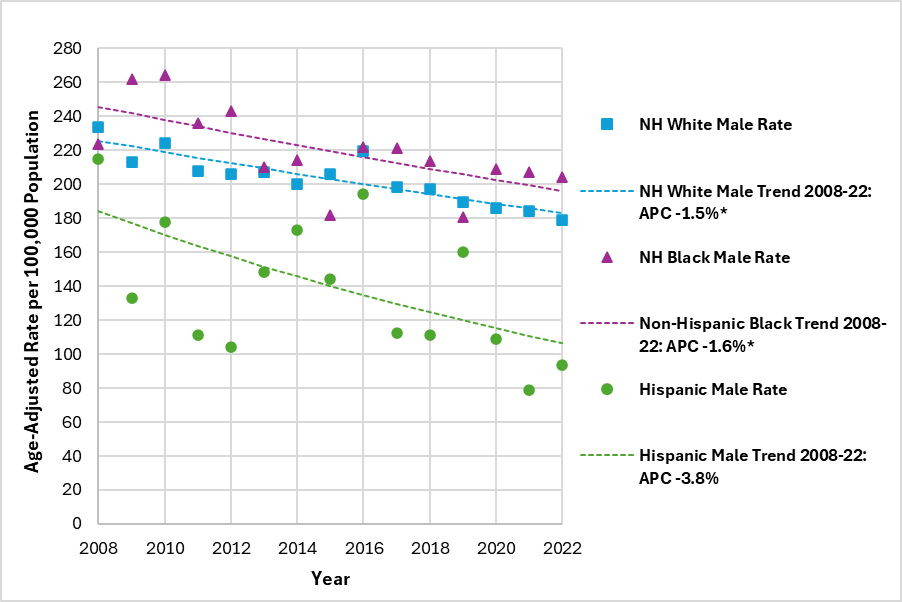 280
260
240
220
200
180
160
140
120
100
80
60
40
20
0
Age-Adjusted Rate per 100,000 Population
2008 2010 2012 2014 2016 2018 2020 2022
Year
NH White Male Rate
NH White Male Trend 2008-22:
APC -1.5%*
NH Black Male Rate
Non-Hispanic Black Trend 2008-
22: APC -1.6%*
Hispanic Male Rate
Hispanic Male Trend 2008-22:
APC -3.8%